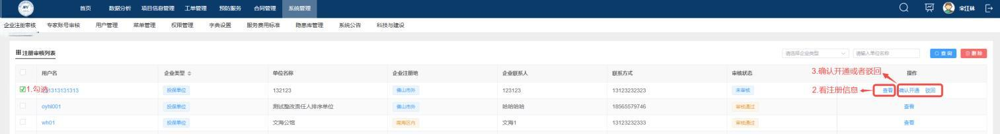 首页 数据分析 项目信息管理 工单管理 预防服务 合同管理 系统管理 宋江林
企业注册审核 专家账号审核 用户管理 菜单管理 权限管理 字典设置 服务费用标准 隐患库管理 系统公告 科技与建设
注册审核列表 请选择企业类型 请输入单位名称 查询 删除
用户名 企业类型 单位名称 企业注册地 企业联系人 联系方式 审核状态 3.确认开通或者驳回 操作
1.勾选 1313131313 投保单位 132123 佛山市外 123123 13123232323 未审核 2.看注册信息 查看 确认开通 驳回
oyhl001 投保单位 测试整改责任人排序单位 佛山市外 哈哈哈哈 18565579746 审核通过 查看
wh01 投保单位 文海公馆 南海区内 文海1 13123232333 审核通过 查看